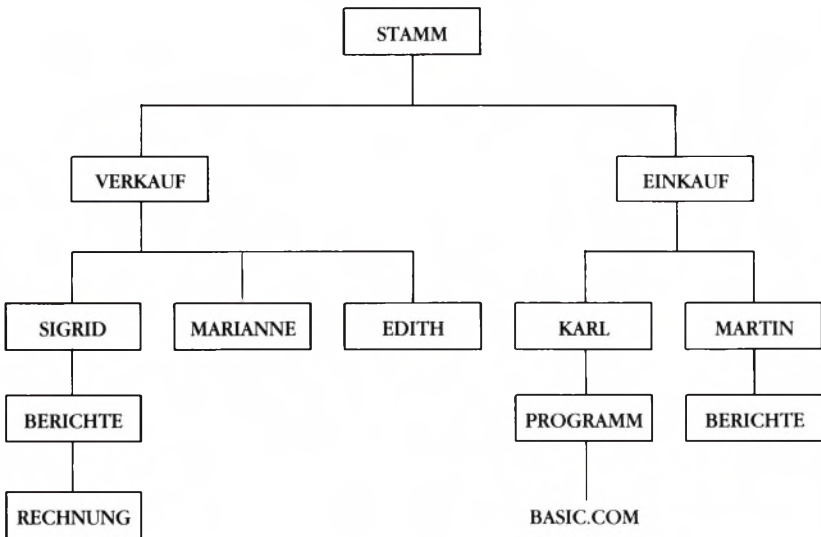 STAMM
VERKAUF
EINKAUF
SIGRID
MARIANNE
EDITH
KARL
MARTIN
BERICHTE
PROGRAMM
BERICHTE
RECHNUNG
BASIC.COM